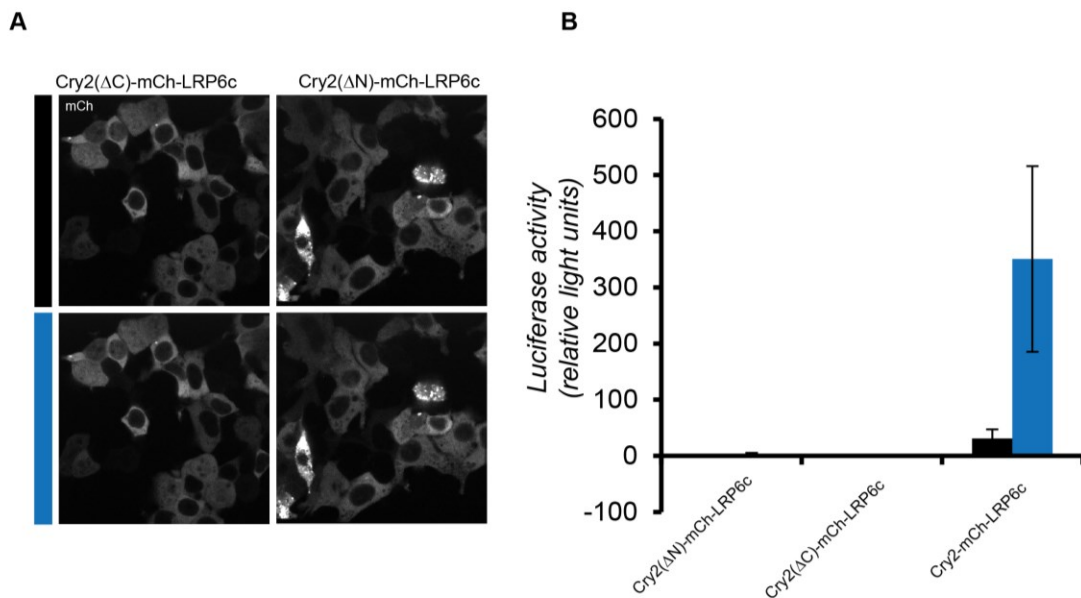 A
Cry2(ΔC)-mCh-LRP6c
Cry2(ΔN)-mCh-LRP6c
mCh
B
Luciferase activity
(relative light units)
600
500
400
300
200
100
0
-100
Cry2(ΔN)-mCh-LRP6c
Cry2(ΔC)-mCh-LRP6c
Cry2-mCh-LRP6c